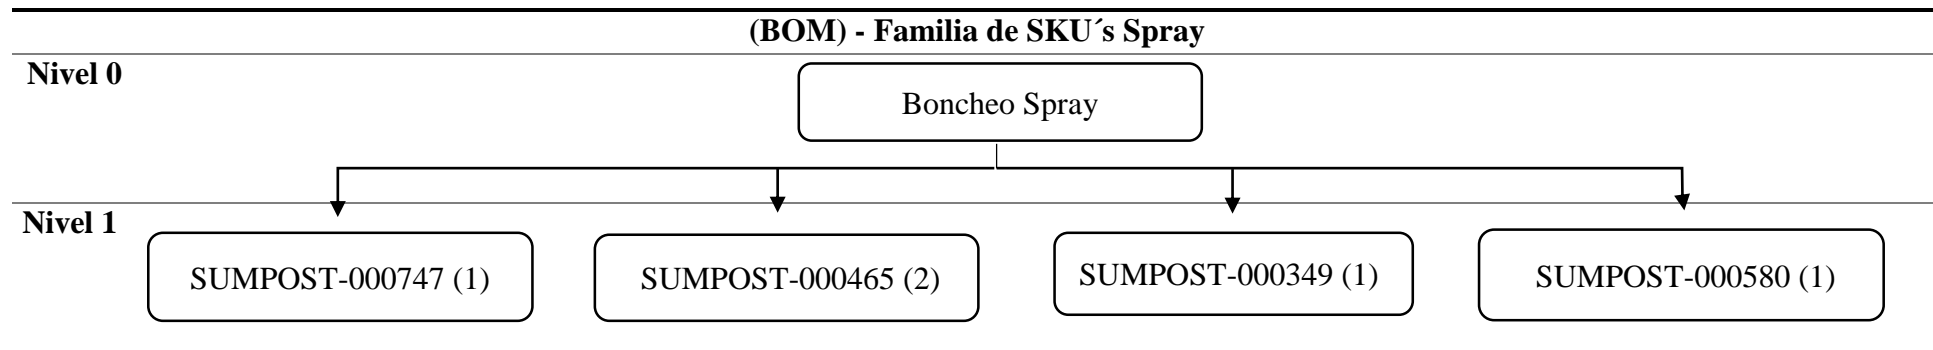 (BOM) - Familia de SKU´s Spray
Nivel 0
Boncheo Spray
Nivel 1
SUMPOST-000747 (1)
SUMPOST-000465 (2)
SUMPOST-000349 (1)
SUMPOST-000580 (1)